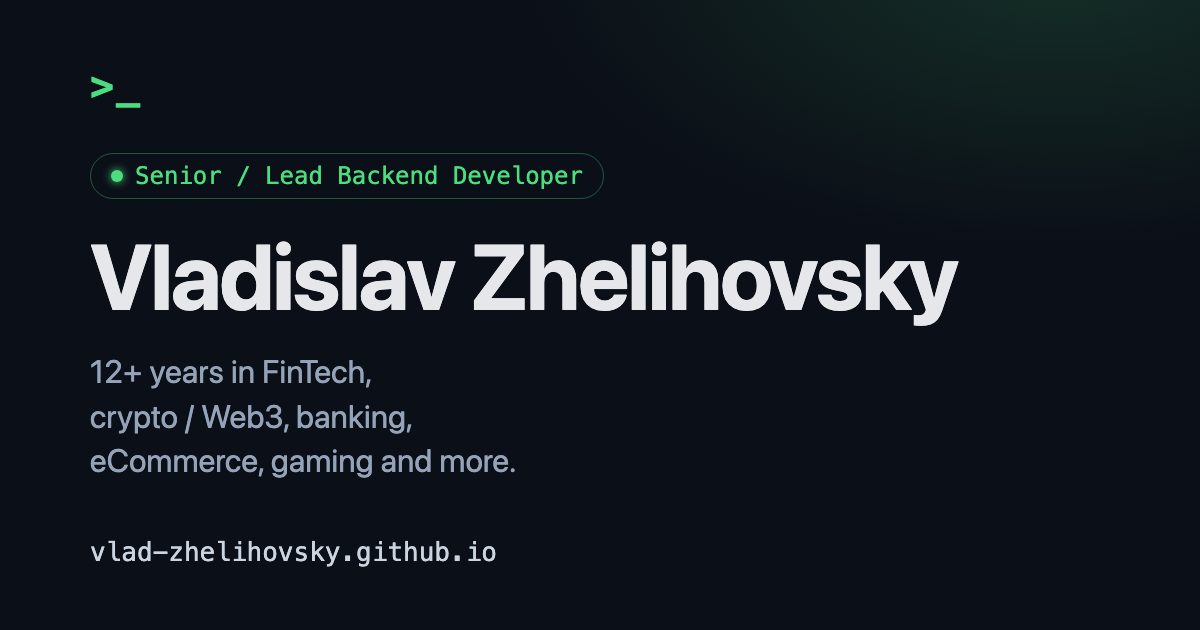 >_
Senior / Lead Backend Developer
Vladislav Zhelihovsky
12+ years in FinTech,
crypto / Web3, banking,
eCommerce, gaming and more.
vlad-zhelihovsky.github.io